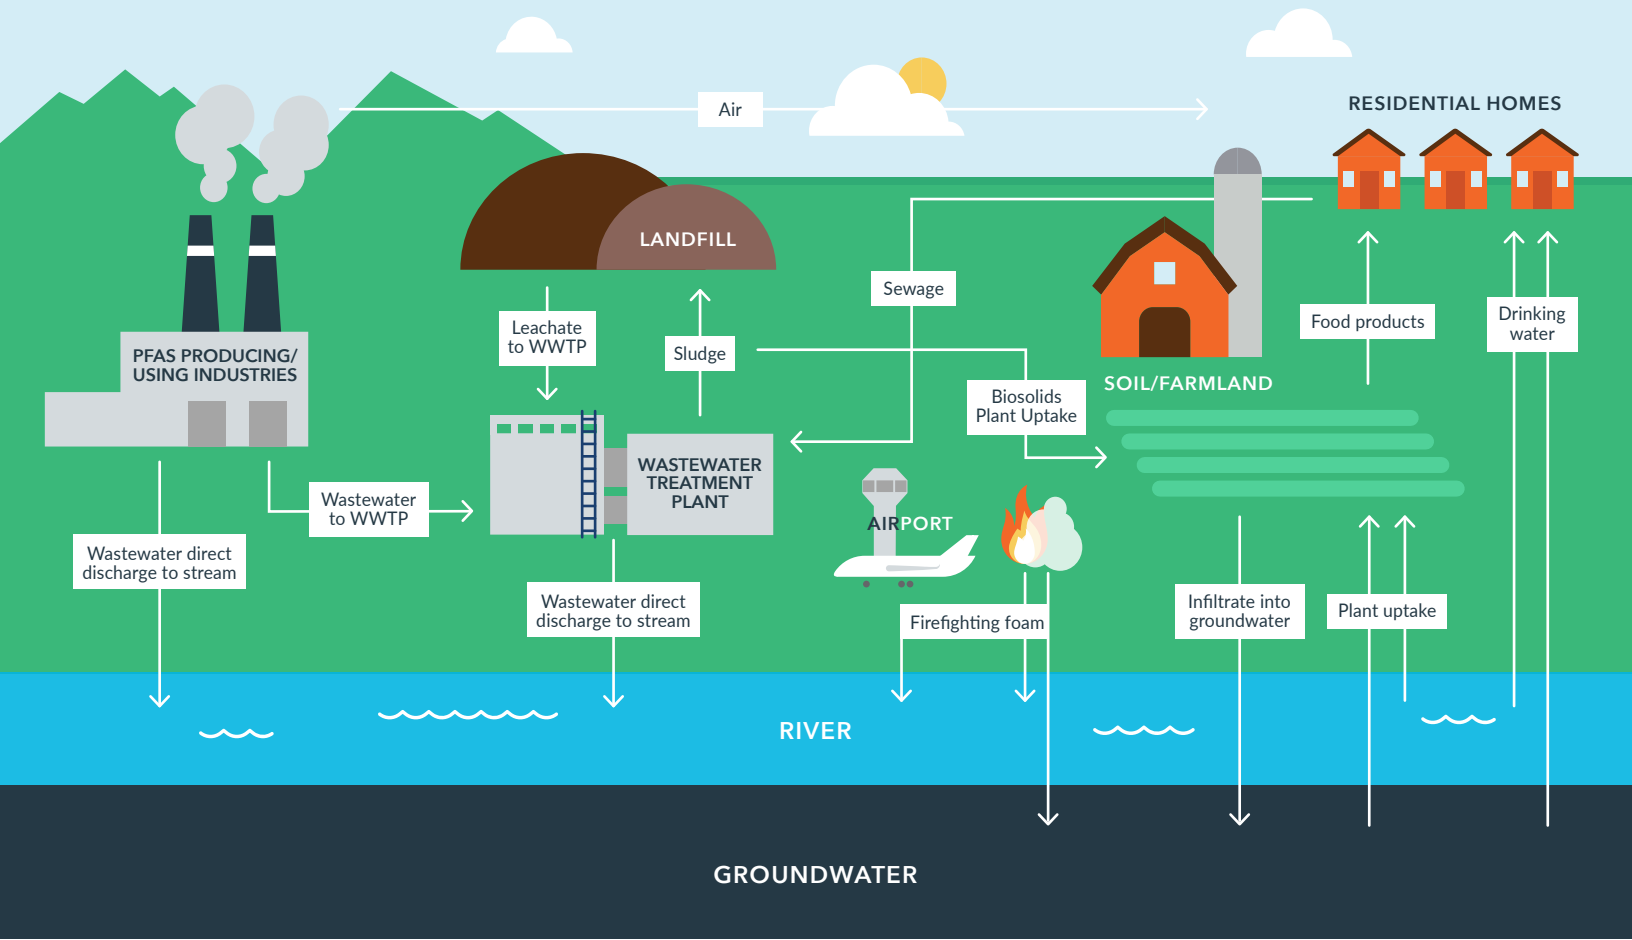 Air
RESIDENTIAL HOMES
LANDFILL
Sewage
Leachate
to WWTP
Sludge
Food products
Drinking
water
PFAS PRODUCING/
USING INDUSTRIES
SOIL/FARMLAND
Biosolids
Plant Uptake
WASTEWATER
TREATMENT
PLANT
Wastewater
to WWTP
AIRPORT
Wastewater direct
discharge to stream
Wastewater direct
discharge to stream
Firefighting foam
Infiltrate into
groundwater
Plant uptake
RIVER
GROUNDWATER